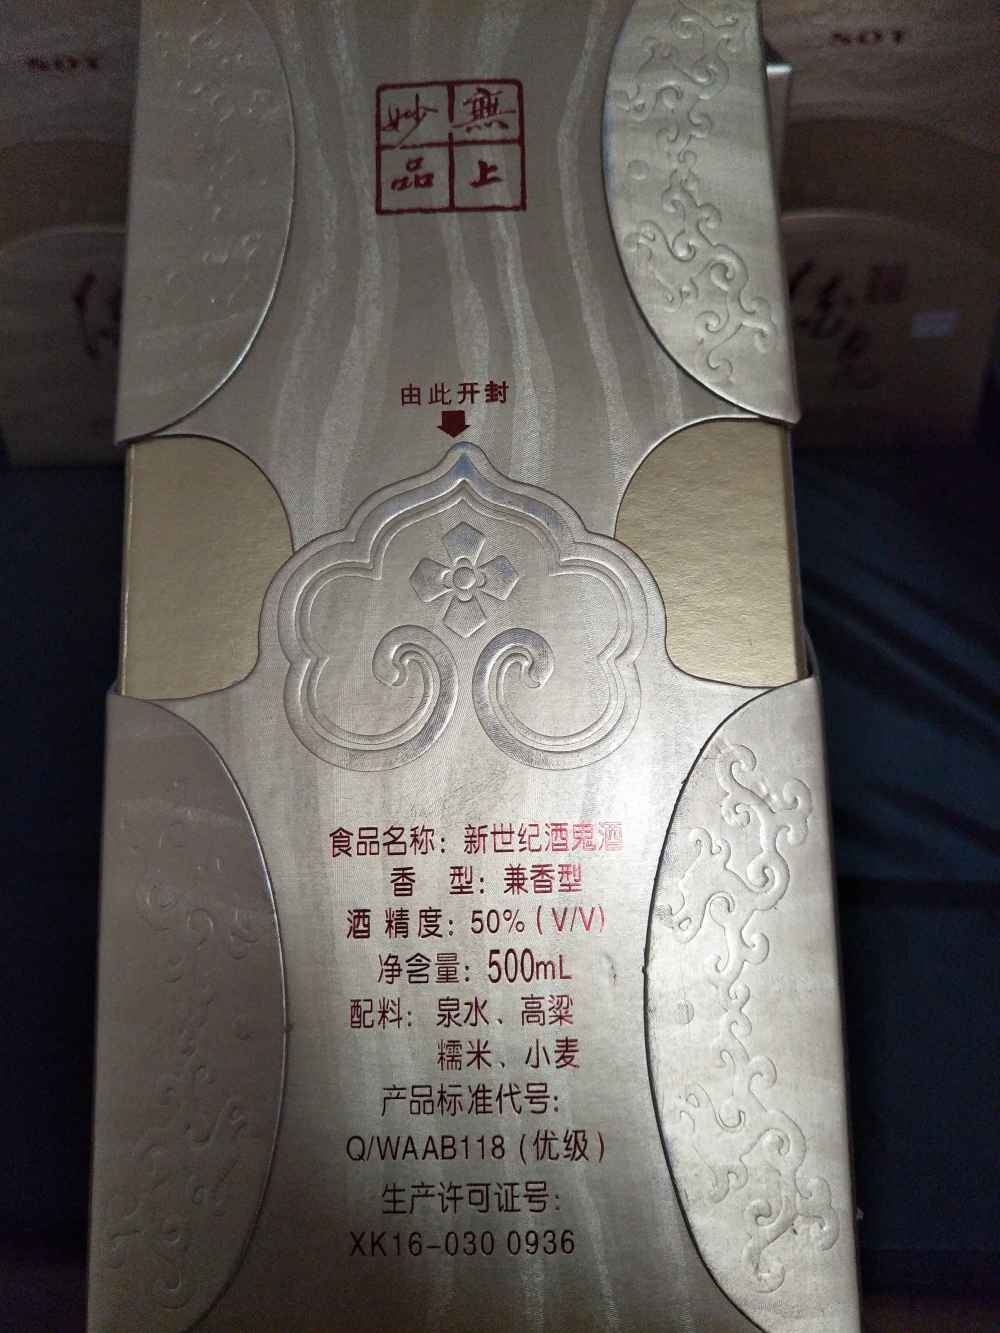 無上妙品
由此开封
食品名称：新世纪酒鬼酒
香 型：兼香型
酒精度：50%(V/V)
净含量：500mL
配料：泉水、高粱
糯米、小麦
产品标准代号：
Q/WAAB118(优级)
生产许可证号：
XK16-030 0936